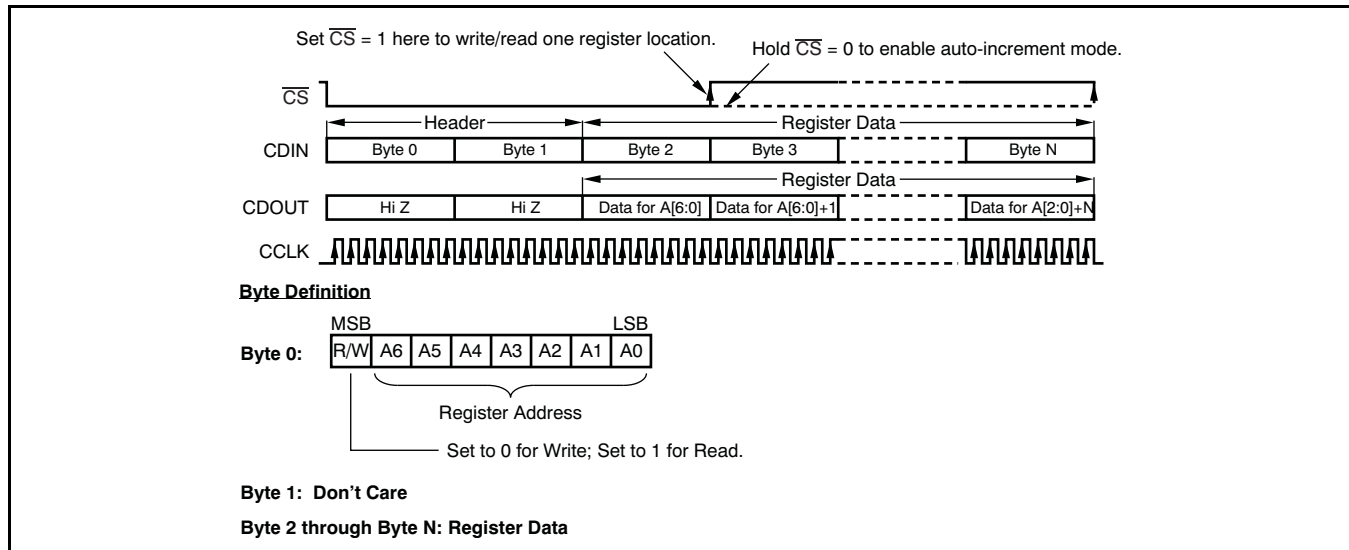 Set CS = 1 here to write/read one register location.
Hold CS = 0 to enable auto-increment mode.
CS
Header
Register Data
CDIN
Byte 0
Byte 1
Byte 2
Byte 3
Byte N
Register Data
CDOUT
Hi Z
Hi Z
Data for A[6:0]
Data for A[6:0]+1
Data for A[2:0]+N
CCLK
Byte Definition
MSB
LSB
Byte 0:
R/W
A6
A5
A4
A3
A2
A1
A0
Register Address
Set to 0 for Write; Set to 1 for Read.
Byte 1: Don't Care
Byte 2 through Byte N: Register Data